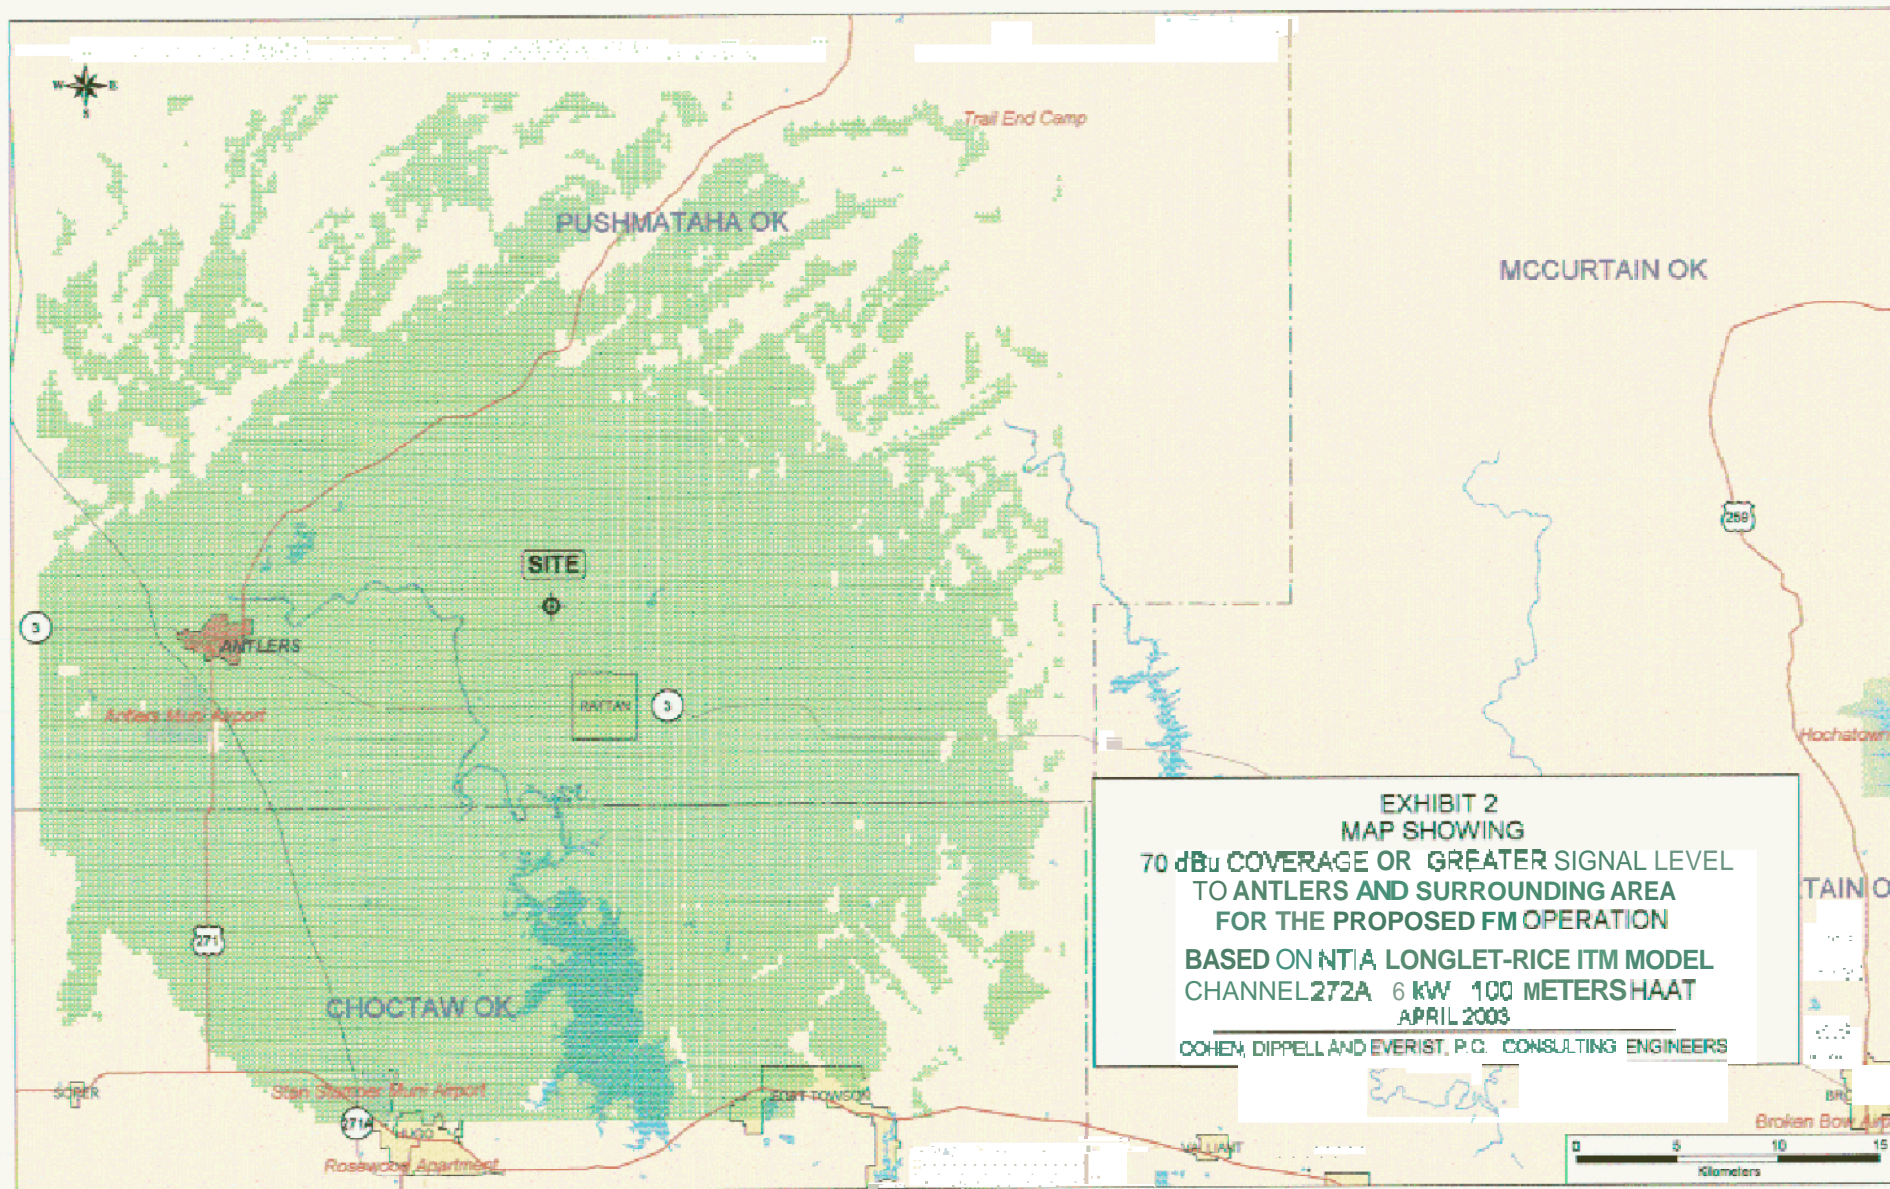 W E
S
Trail End Camp
PUSHMATAHA OK
MCCURTAIN OK
259
SITE
3
ANTLERS
RATTAN
3
Antlers Muni Airport
Hochatown
EXHIBIT 2
MAP SHOWING
70 dBu COVERAGE OR GREATER SIGNAL LEVEL
TO ANTLERS AND SURROUNDING AREA
FOR THE PROPOSED FM OPERATION
BASED ON NTIA LONGLET-RICE ITM MODEL
CHANNEL 272A 6 kW 100 METERS HAAT
APRIL 2003
COHEN, DIPPELL AND EVERIST, P.C. CONSULTING ENGINEERS
TAIN O
271
CHOCTAW OK
SOPER
Stan Stamper Muni Airport
FORT TOWSON
271A
HUGO
Rosewood Apartment
VALLIANT
BRO
Broken Bow Airp
0 5 10 15
Kilometers